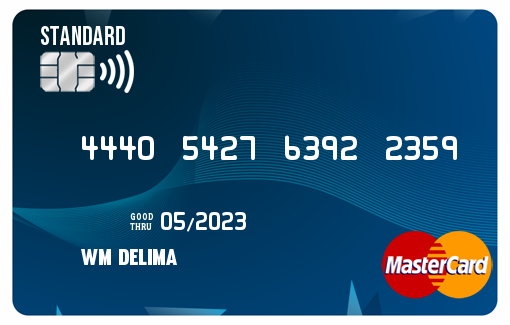 STANDARD
4440 5427 6392 2359
GOOD
THRU 05/2023
WM DELIMA
MasterCard